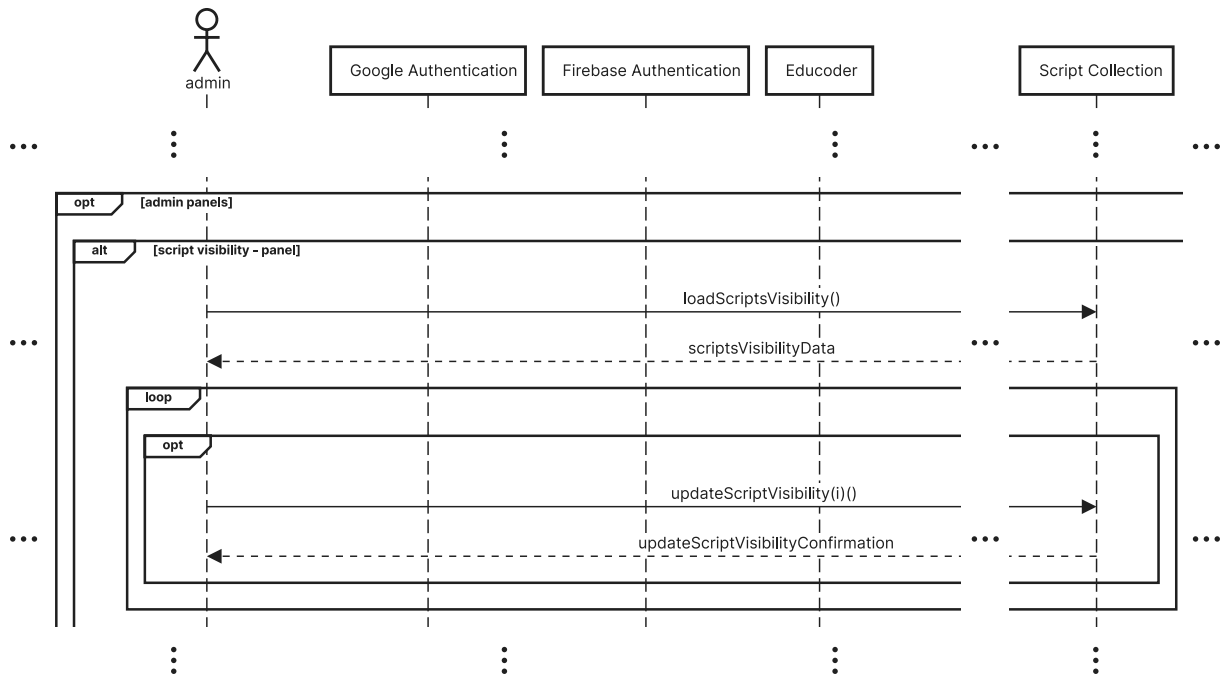 admin
Google Authentication
Firebase Authentication
Educoder
Script Collection
opt
[admin panels]
alt
[script visibility - panel]
loadScriptsVisibility()
scriptsVisibilityData
loop
opt
updateScriptVisibility(i)()
updateScriptVisibilityConfirmation